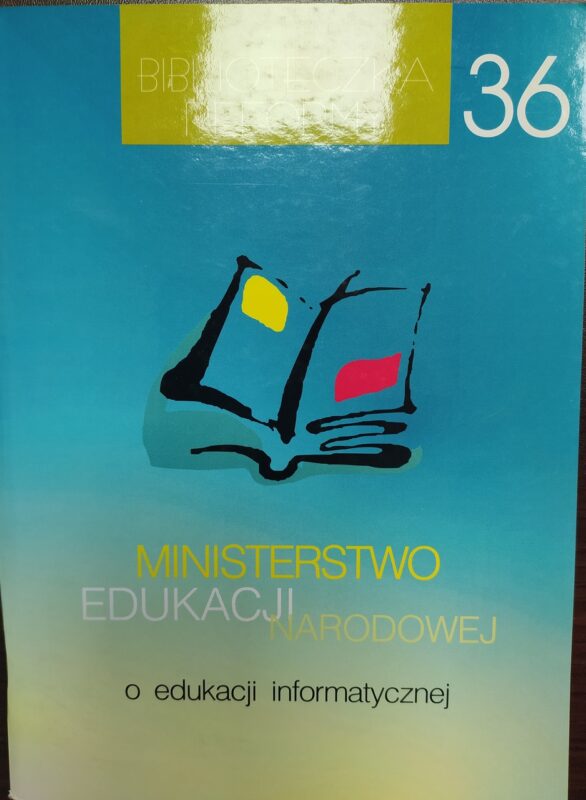 BIBLIOTECZKA
REFORMY
36
MINISTERSTWO
EDUKACJI
NARODOWEJ
o edukacji informatycznej